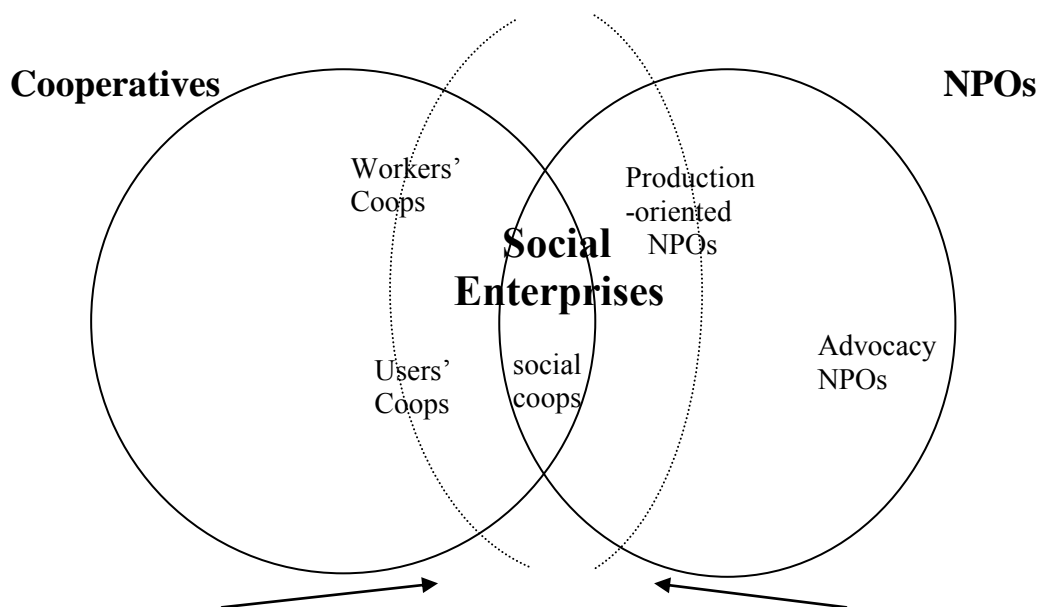 Cooperatives
NPOs
Workers’
Coops
Production
-oriented
NPOs
Social
Enterprises
Users’
Coops
social
coops
Advocacy
NPOs